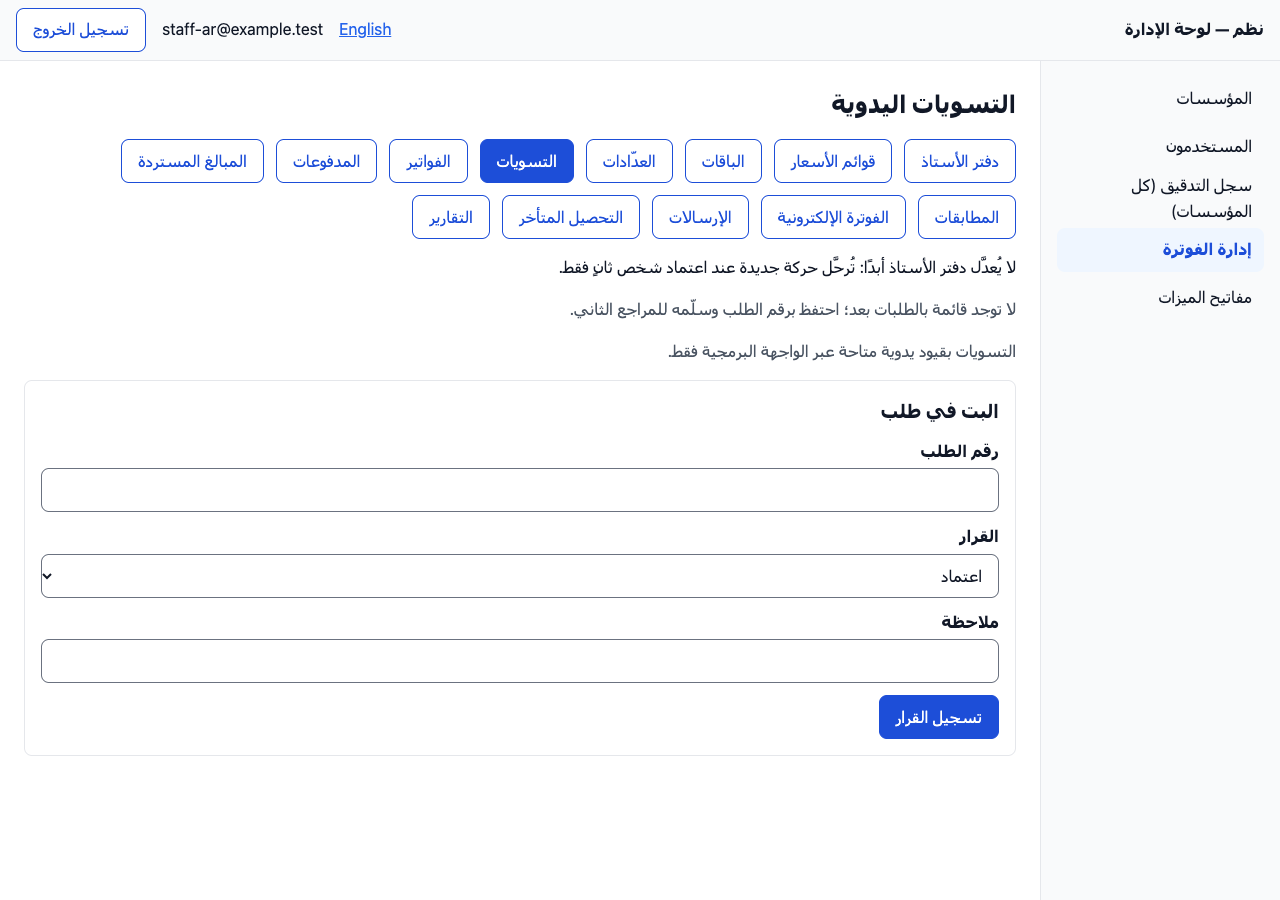 نظم — لوحة الإدارة
English
staff-ar@example.test
تسجيل الخروج
المؤسسات
المستخدمون
سجل التدقيق (كل
المؤسسات)
إدارة الفوترة
مفاتيح الميزات
التسويات اليدوية
دفتر الأستاذ
قوائم الأسعار
الباقات
العدّادات
التسويات
الفواتير
المدفوعات
المبالغ المستردة
المطابقات
الفوترة الإلكترونية
الإرسالات
التحصيل المتأخر
التقارير
لا يُعدَّل دفتر الأستاذ أبدًا: تُرحَّل حركة جديدة عند اعتماد شخص ثانٍ فقط.
لا توجد قائمة بالطلبات بعد؛ احتفظ برقم الطلب وسلّمه للمراجع الثاني.
التسويات بقيود يدوية متاحة عبر الواجهة البرمجية فقط.
البت في طلب
رقم الطلب
القرار
اعتماد
ملاحظة
تسجيل القرار